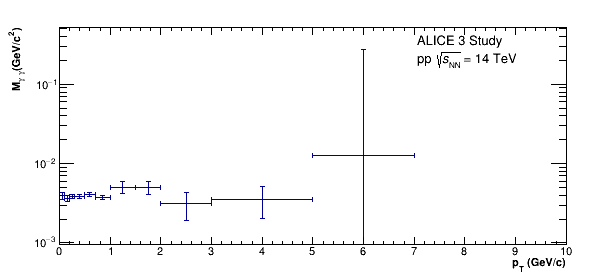 M_γγ (GeV/c²)
ALICE 3 Study
pp √s_NN = 14 TeV
10⁻¹
10⁻²
10⁻³
0 1 2 3 4 5 6 7 8 9 10
p_T (GeV/c)